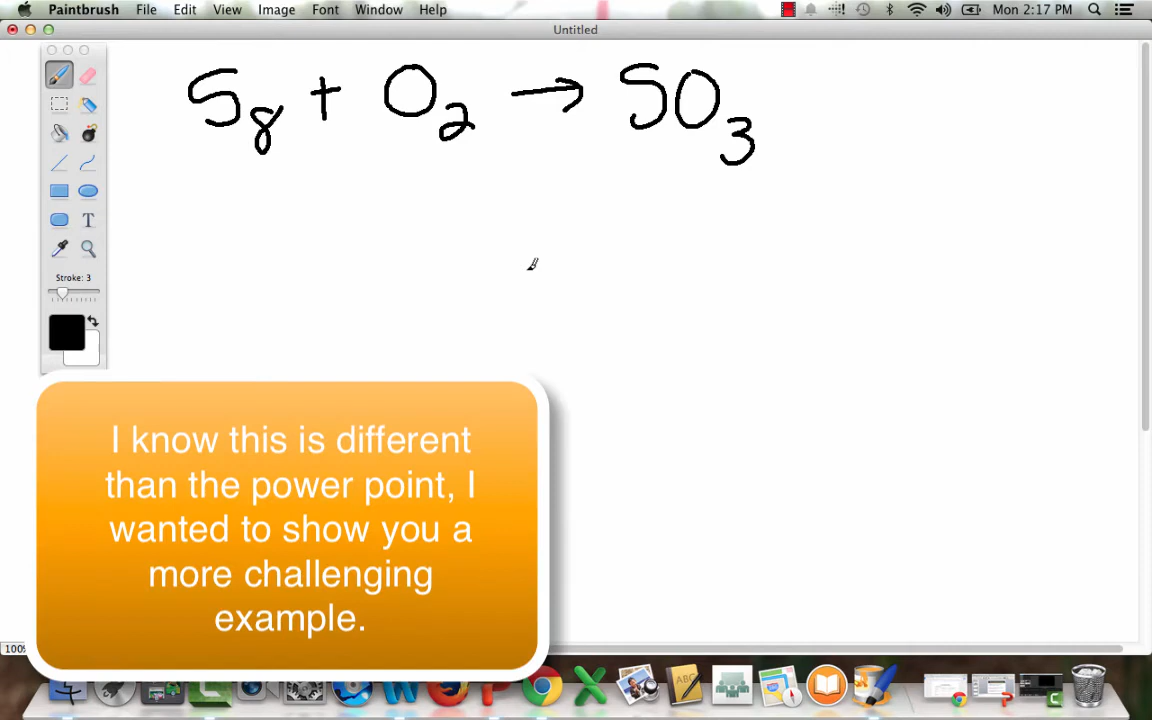 Paintbrush File Edit View Image Font Window Help Mon 2:17 PM
Untitled
S8 + O2 → SO3
T
Stroke: 3
100%
I know this is different
than the power point, I
wanted to show you a
more challenging
example.